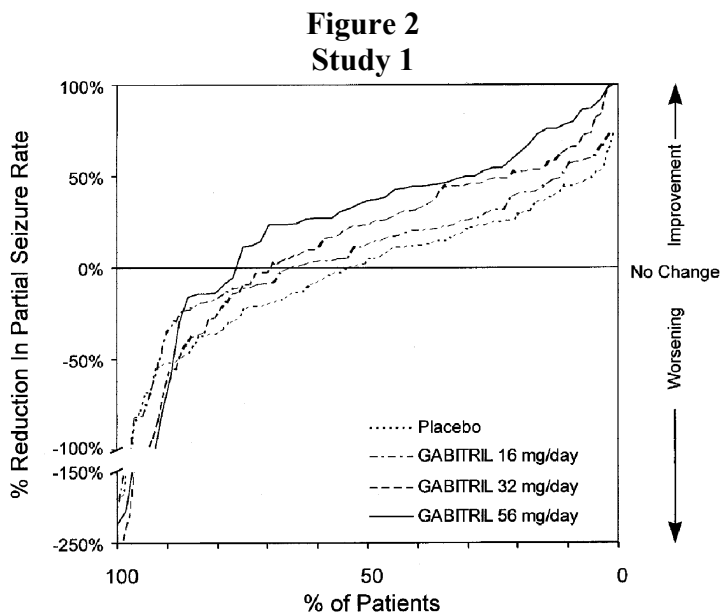 Figure 2
Study 1
% Reduction In Partial Seizure Rate
100%
50%
0%
-50%
-100%
-150%
-250%
Improvement
No Change
Worsening
Placebo
GABITRIL 16 mg/day
GABITRIL 32 mg/day
GABITRIL 56 mg/day
100
50
0
% of Patients